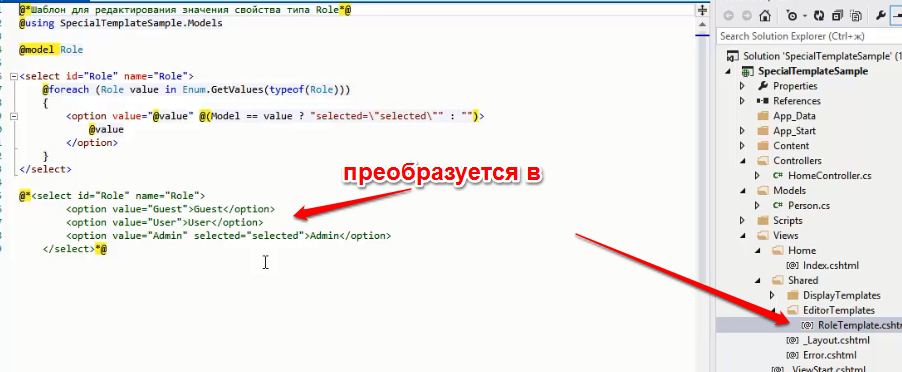 @*Шаблон для редактирования значения свойства типа Role*@
@using SpecialTemplateSample.Models
@model Role
<select id="Role" name="Role">
@foreach (Role value in Enum.GetValues(typeof(Role)))
{
<option value="@value" @(Model == value ? "selected=\"selected\"" : "")>
@value
</option>
}
</select>
преобразуется в
@*<select id="Role" name="Role">
<option value="Guest">Guest</option>
<option value="User">User</option>
<option value="Admin" selected="selected">Admin</option>
</select>*@
Search Solution Explorer (Ctrl+ж)
Solution 'SpecialTemplateSample' (1
SpecialTemplateSample
Properties
References
App_Data
App_Start
Content
Controllers
C# HomeController.cs
Models
C# Person.cs
Scripts
Views
Home
[@] Index.cshtml
Shared
DisplayTemplates
EditorTemplates
[@] RoleTemplate.cshtm
[@] _Layout.cshtml
[@] Error.cshtml
_ViewStart.cshtml